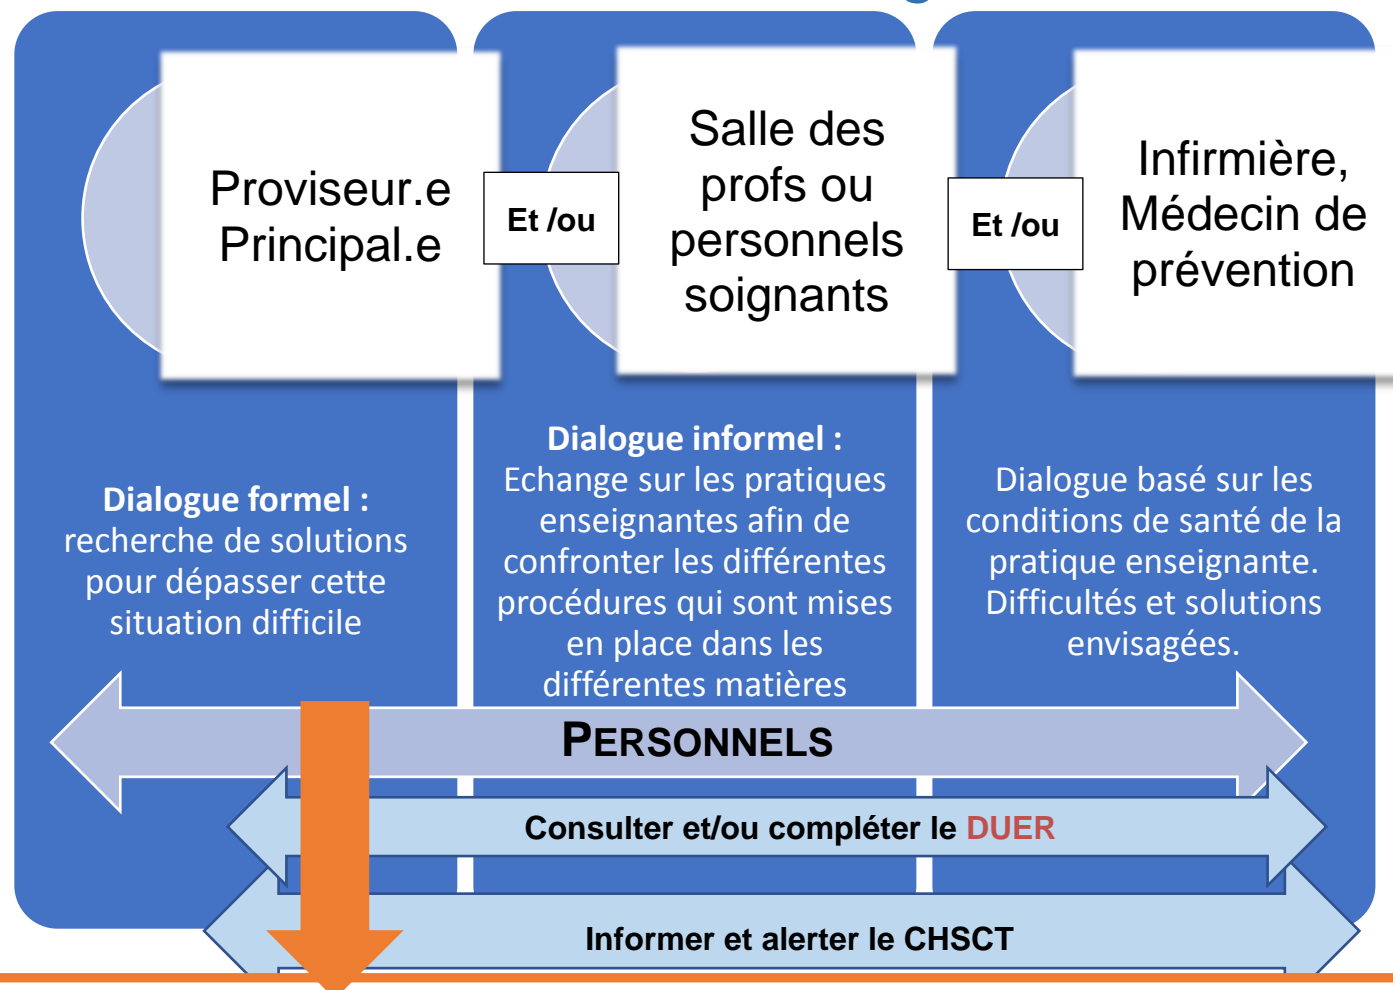 Proviseur.e
Principal.e
Et /ou
Salle des
profs ou
personnels
soignants
Et /ou
Infirmière,
Médecin de
prévention
Dialogue formel :
recherche de solutions
pour dépasser cette
situation difficile
Dialogue informel :
Echange sur les pratiques
enseignantes afin de
confronter les différentes
procédures qui sont mises
en place dans les
différentes matières
Dialogue basé sur les
conditions de santé de la
pratique enseignante.
Difficultés et solutions
envisagées.
PERSONNELS
Consulter et/ou compléter le DUER
Informer et alerter le CHSCT